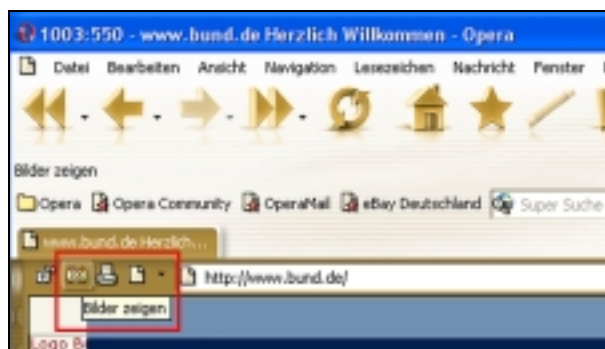 1003:550 - www.bund.de Herzlich Willkommen - Opera
Datei Bearbeiten Ansicht Navigation Lesezeichen Nachricht Fenster
Bilder zeigen
Opera Opera Community OperaMail eBay Deutschland Super Suche
www.bund.de Herzlich...
http://www.bund.de/
Bilder zeigen
Logo B